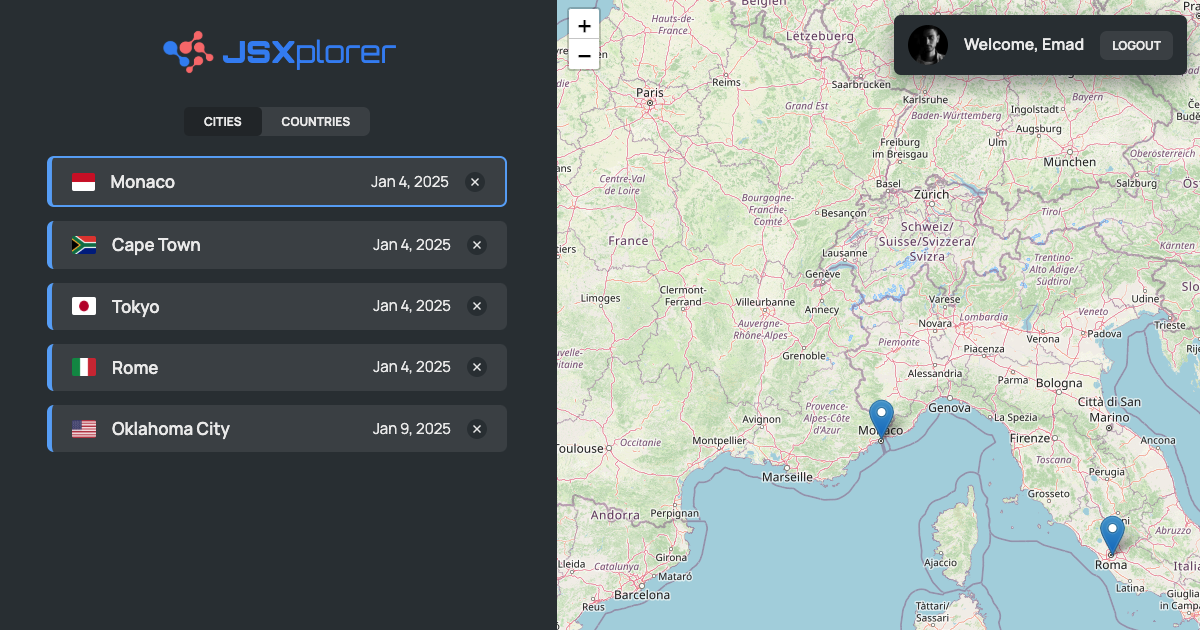 JSXplorer
CITIES
COUNTRIES
Monaco
Jan 4, 2025
×
Cape Town
Jan 4, 2025
×
Tokyo
Jan 4, 2025
×
Rome
Jan 4, 2025
×
Oklahoma City
Jan 9, 2025
×
+
−
Welcome, Emad
LOGOUT
Hauts-de-
France
Lëtzebuerg
Paris
Reims
Saarbrücken
Grand Est
Karlsruhe
Baden-Württemberg
Ingolstadt
Bayern
Augsburg
Ulm
Freiburg
im Breisgau
München
Oberösterreich
Salzburg
Centre-Val
de Loire
Basel
Zürich
Bourgogne-
Franche-
Comté
Besançon
Tirol
France
Schweiz/
Suisse/Svizzera/
Svizra
Kärnten
Lausanne
Genève
Trentino-
Alto Adige/
Südtirol
Limoges
Clermont-
Ferrand
Villeurbanne
Annecy
Varese
Udine
Auvergne-
Rhône-Alpes
Novara
Lombardia
Veneto
Trieste
Verona
Padova
Grenoble
Piemonte
Piacenza
Alessandria
Parma
Bologna
Provence-
Alpes-Côte
d'Azur
Genova
La Spezia
Città di San
Marino
Avignon
Monaco
Toulouse
Occitanie
Montpellier
Firenze
Ancona
Marseille
Toscana
Perugia
Grosseto
Andorra
Perpignan
Abruzzo
Girona
Lleida
Catalunya
Mataró
Ajaccio
Roma
Barcelona
Latina
Reus
Tàttari/
Sassari